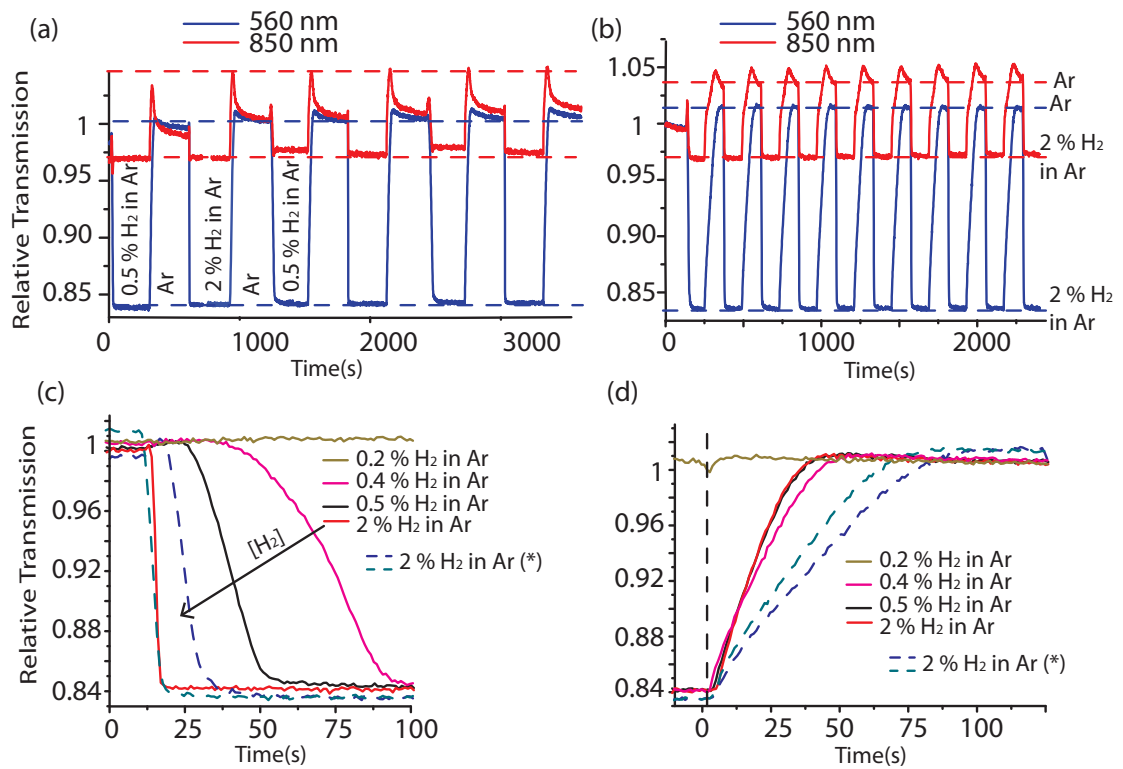 (a)
560 nm
850 nm
Relative Transmission
1
0.95
0.90
0.85
0.5 % H₂ in Ar
Ar
2 % H₂ in Ar
Ar
0.5 % H₂ in Ar
0
1000
2000
3000
Time(s)
(b)
560 nm
850 nm
1.05
1
0.95
0.90
0.85
Ar
Ar
2 % H₂
in Ar
2 % H₂
in Ar
0
1000
2000
Time(s)
(c)
Relative Transmission
1
0.96
0.92
0.88
0.84
0.2 % H₂ in Ar
0.4 % H₂ in Ar
0.5 % H₂ in Ar
2 % H₂ in Ar
[H₂]
2 % H₂ in Ar (*)
0
25
50
75
100
Time(s)
(d)
1
0.96
0.92
0.88
0.84
0.2 % H₂ in Ar
0.4 % H₂ in Ar
0.5 % H₂ in Ar
2 % H₂ in Ar
2 % H₂ in Ar (*)
0
25
50
75
100
Time(s)